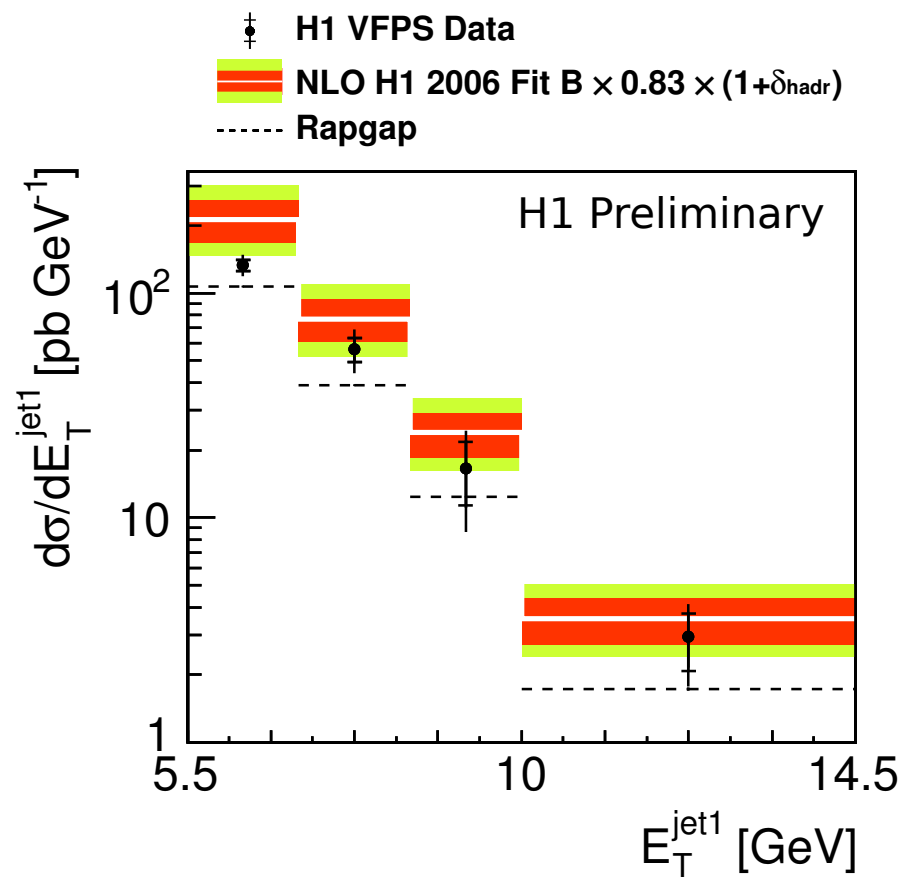 H1 VFPS Data
NLO H1 2006 Fit B × 0.83 × (1+δhadr)
Rapgap
H1 Preliminary
dσ/dE_T^jet1 [pb GeV^-1]
10^2
10
1
5.5 10 14.5
E_T^jet1 [GeV]